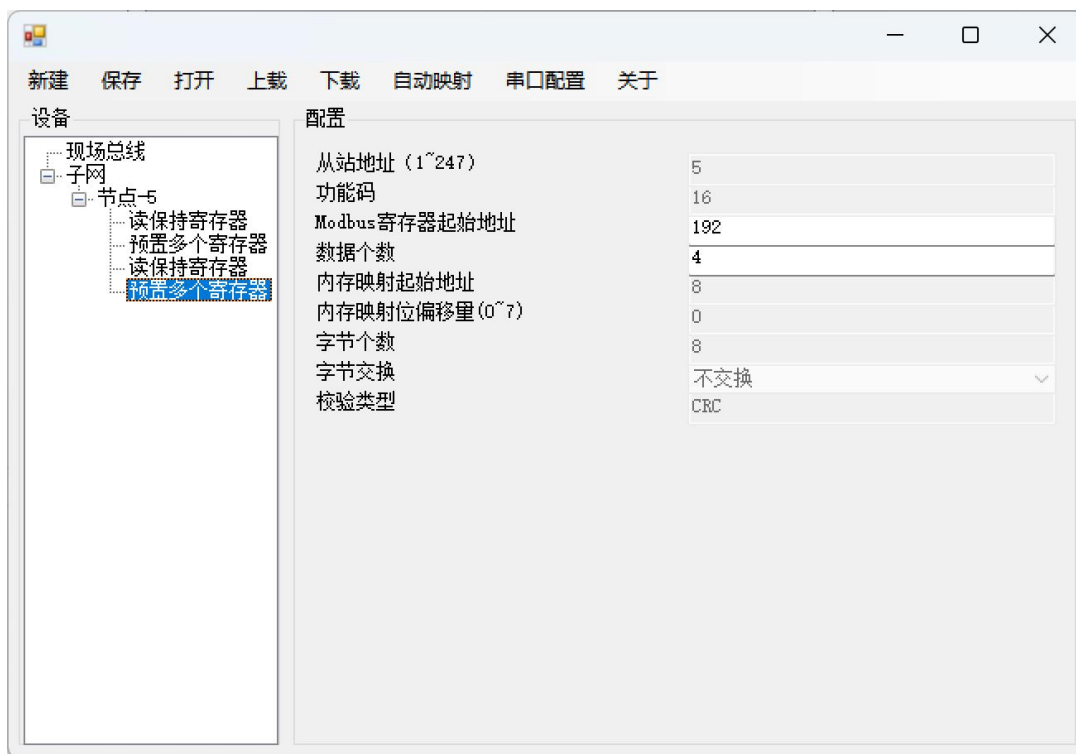 新建 保存 打开 上载 下载 自动映射 串口配置 关于
设备
现场总线
子网
节点-5
读保持寄存器
预置多个寄存器
读保持寄存器
预置多个寄存器
配置
从站地址 (1~247) 5
功能码 16
Modbus寄存器起始地址 192
数据个数 4
内存映射起始地址 8
内存映射位偏移量(0~7) 0
字节个数 8
字节交换 不交换
校验类型 CRC